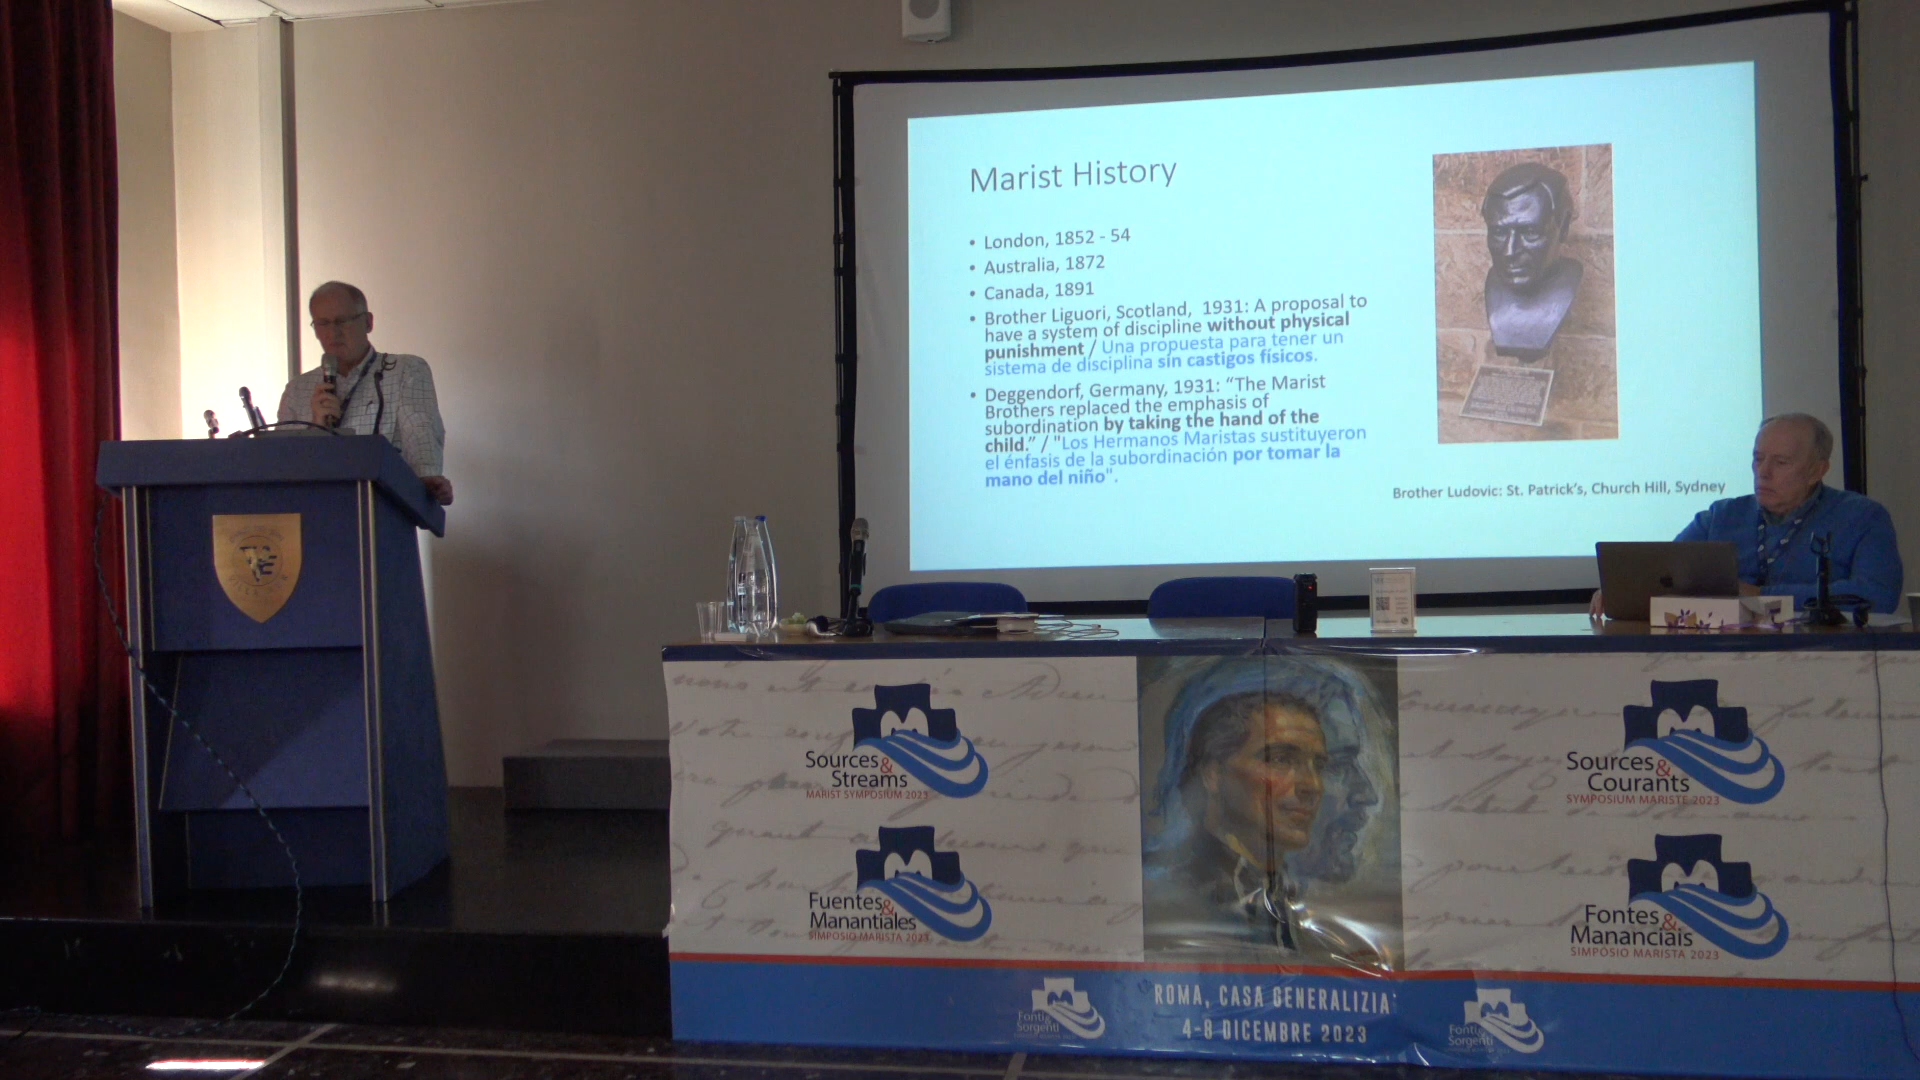 Marist History
• London, 1852 - 54
• Australia, 1872
• Canada, 1891
• Brother Liguori, Scotland, 1931: A proposal to
have a system of discipline without physical
punishment / Una propuesta para tener un
sistema de disciplina sin castigos físicos.
• Deggendorf, Germany, 1931: “The Marist
Brothers replaced the emphasis of
subordination by taking the hand of the
child.” / "Los Hermanos Maristas sustituyeron
el énfasis de la subordinación por tomar la
mano del niño".
Brother Ludovic: St. Patrick's, Church Hill, Sydney
Sources&
Streams
MARIST SYMPOSIUM 2023
Sources&
Courants
SYMPOSIUM MARISTE 2023
Fuentes&
Manantiales
SIMPOSIO MARISTA 2023
Fontes&
Mananciais
SIMPÓSIO MARISTA 2023
ROMA, CASA GENERALIZIA
4-8 DICEMBRE 2023
Fonti&
Sorgenti
Fonti&
Sorgenti